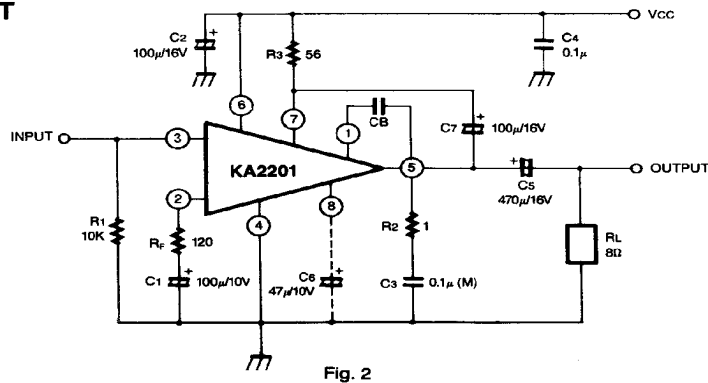 T
C2
100μ/16V
+
R3
56
C4
0.1μ
Vcc
6
7
1
CB
C7
+
100μ/16V
INPUT
3
KA2201
5
+
C5
470μ/16V
OUTPUT
2
4
8
R1
10K
RF
120
R2
1
RL
8Ω
C1
+
100μ/10V
C6
+
47μ/10V
C3
0.1μ (M)
Fig. 2